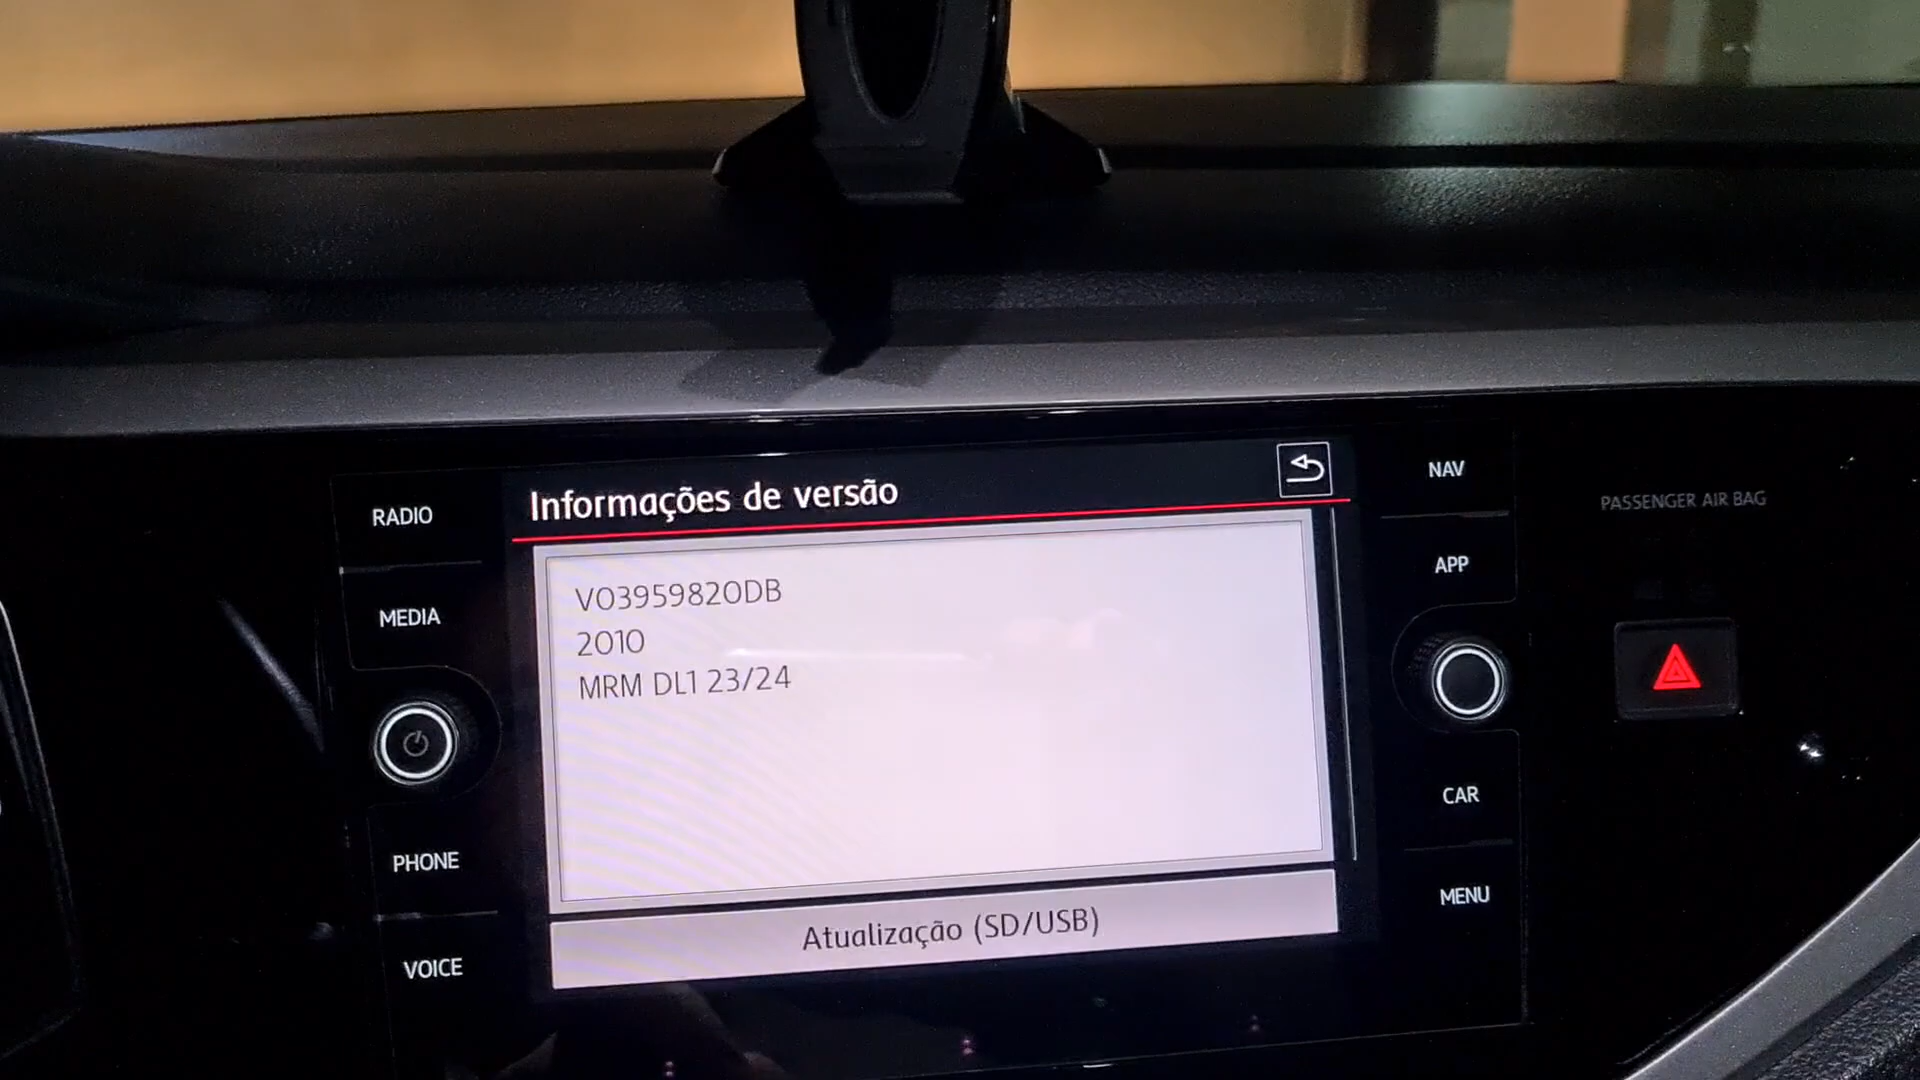 Informações de versão
RADIO
MEDIA
PHONE
VOICE
V03959820DB
2010
MRM DL1 23/24
Atualização (SD/USB)
NAV
APP
CAR
MENU
PASSENGER AIR BAG